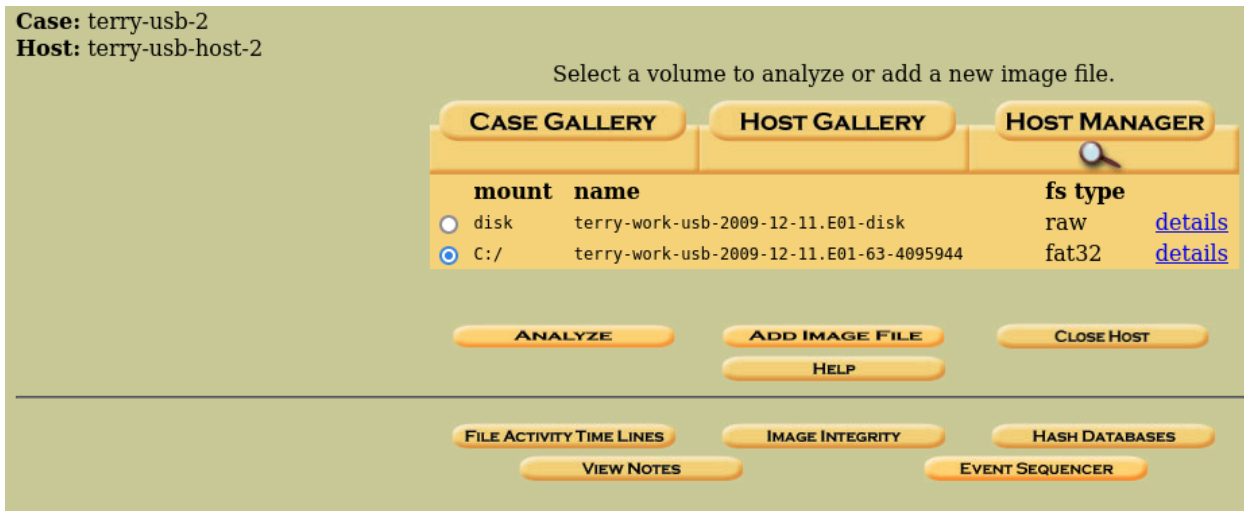 Case: terry-usb-2
Host: terry-usb-host-2
Select a volume to analyze or add a new image file.
CASE GALLERY HOST GALLERY HOST MANAGER
mount name fs type
disk terry-work-usb-2009-12-11.E01-disk raw details
C:/ terry-work-usb-2009-12-11.E01-63-4095944 fat32 details
ANALYZE ADD IMAGE FILE CLOSE HOST
HELP
FILE ACTIVITY TIME LINES IMAGE INTEGRITY HASH DATABASES
VIEW NOTES EVENT SEQUENCER